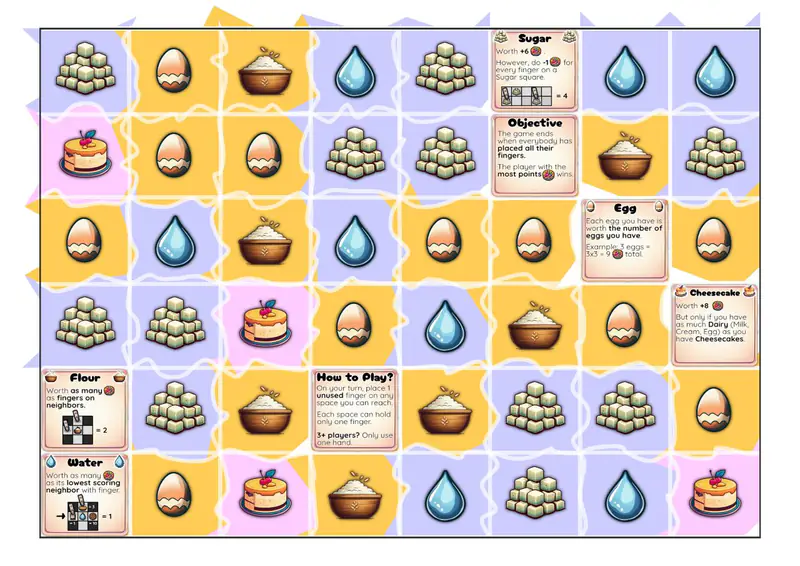 Sugar
Worth +6
However, do -1 for
every finger on a
Sugar square.
= 4
Objective
The game ends
when everybody has
placed all their
fingers.
The player with the
most points wins.
Egg
Each egg you have is
worth the number of
eggs you have.
Example: 3 eggs =
3x3 = 9 total.
Cheesecake
Worth +8
But only if you have
as much Dairy (Milk,
Cream, Egg) as you
have Cheesecakes.
Flour
Worth as many
as fingers on
neighbors.
= 2
How to Play?
On your turn, place 1
unused finger on any
space you can reach.
Each space can hold
only one finger.
3+ players? Only use
one hand.
Water
Worth as many
as its lowest scoring
neighbor with finger.
= 1